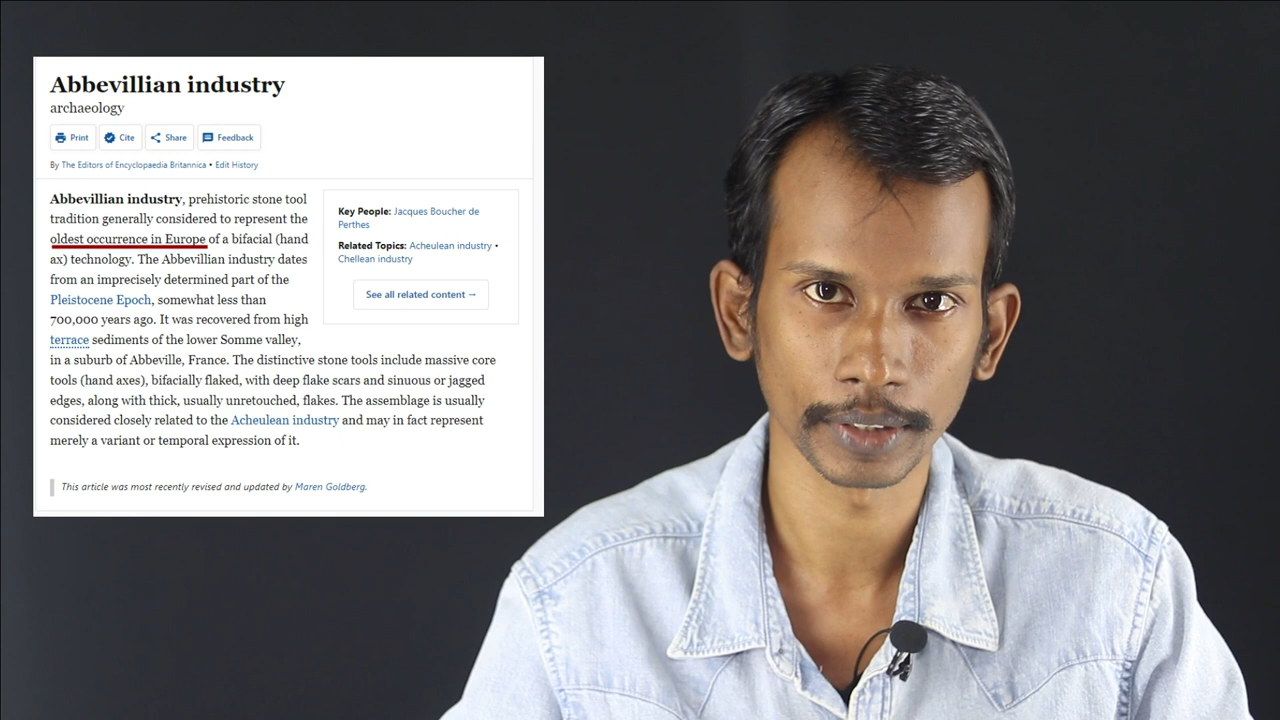 Abbevillian industry
archaeology
Print Cite Share Feedback
By The Editors of Encyclopaedia Britannica • Edit History
Abbevillian industry, prehistoric stone tool
tradition generally considered to represent the
oldest occurrence in Europe of a bifacial (hand
ax) technology. The Abbevillian industry dates
from an imprecisely determined part of the
Pleistocene Epoch, somewhat less than
700,000 years ago. It was recovered from high
terrace sediments of the lower Somme valley,
in a suburb of Abbeville, France. The distinctive stone tools include massive core
tools (hand axes), bifacially flaked, with deep flake scars and sinuous or jagged
edges, along with thick, usually unretouched, flakes. The assemblage is usually
considered closely related to the Acheulean industry and may in fact represent
merely a variant or temporal expression of it.
Key People: Jacques Boucher de
Perthes
Related Topics: Acheulean industry •
Chellean industry
See all related content →
This article was most recently revised and updated by Maren Goldberg.